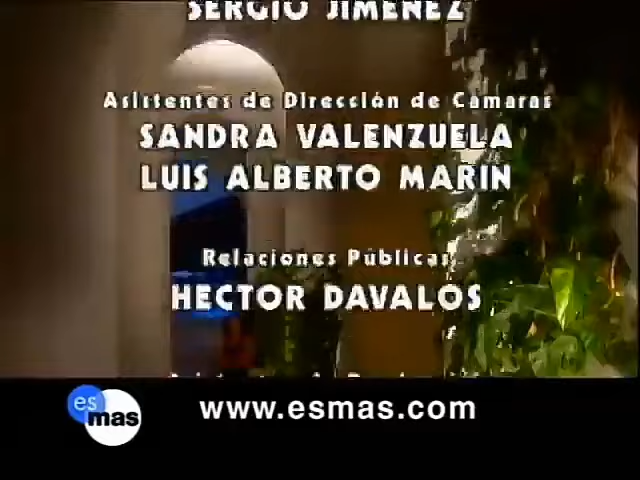 SERGIO JIMENEZ
Asistentes de Dirección de Camaras
SANDRA VALENZUELA
LUIS ALBERTO MARIN
Relaciones Públicas
HECTOR DAVALOS
es
mas
www.esmas.com